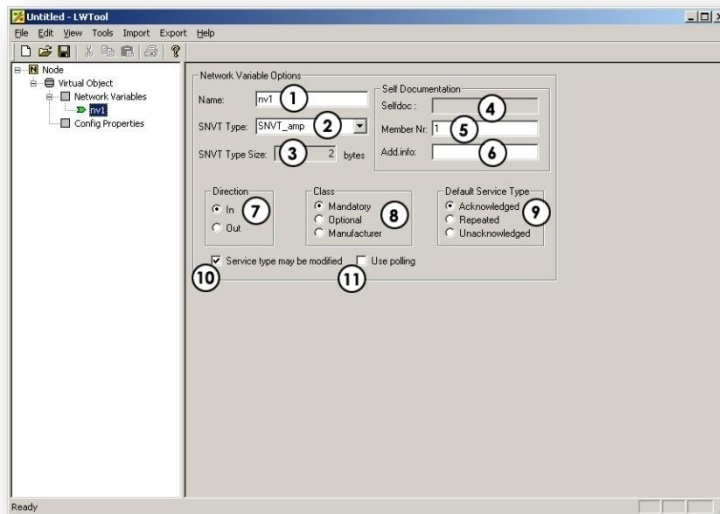 Untitled - LWTool
File Edit View Tools Import Export Help
Node
Virtual Object
Network Variables
nv1
Config Properties
Network Variable Options
Name: nv1 1
SNVT Type: SNVT_amp 2
SNVT Type Size: 3 2 bytes
Self Documentation
Selfdoc : 4
Member Nr: 1 5
Add.info: 6
Direction
In
Out
7
Class
Mandatory
Optional
Manufacturer
8
Default Service Type
Acknowledged
Repeated
Unacknowledged
9
Service type may be modified
10
Use polling
11
Ready